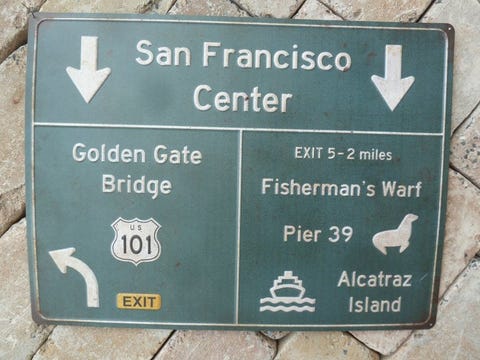 San Francisco
Center
Golden Gate
Bridge
US
101
EXIT
EXIT 5-2 miles
Fisherman's Warf
Pier 39
Alcatraz
Island